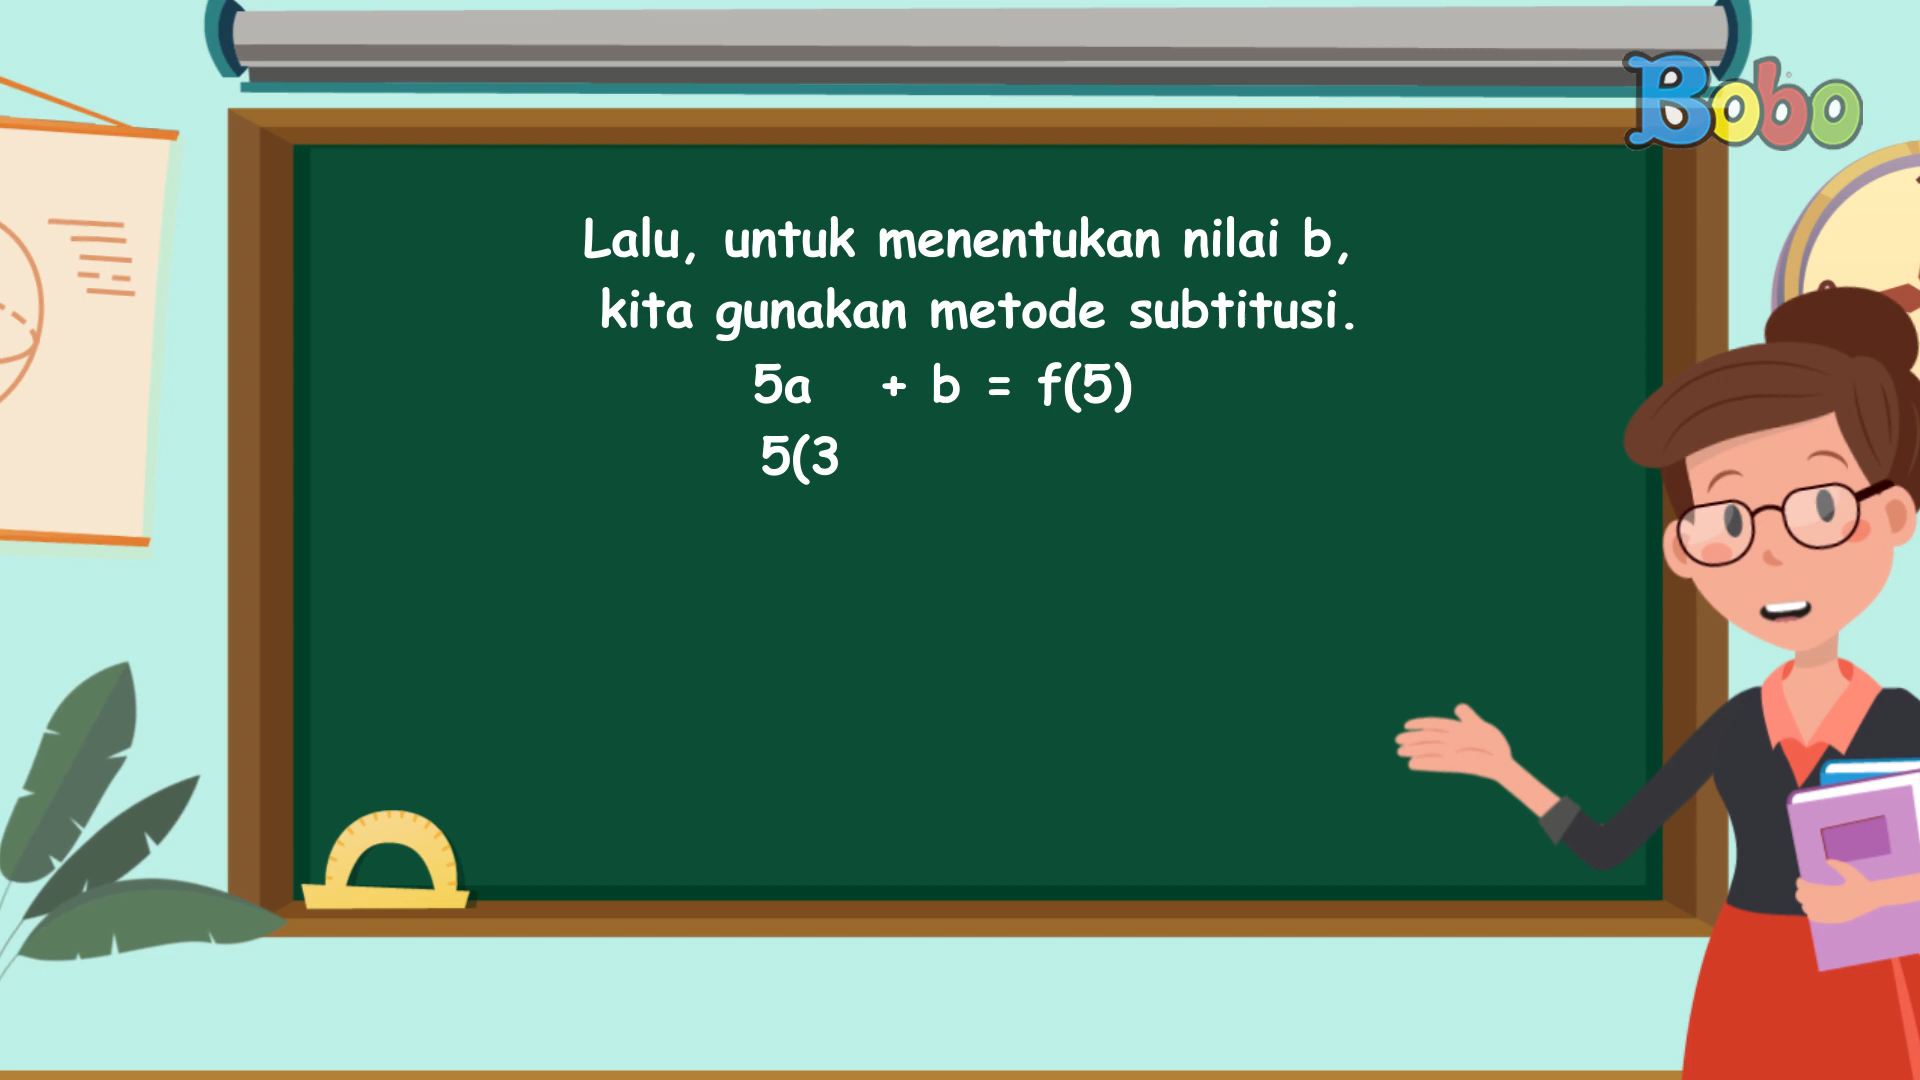 Bobo
Lalu, untuk menentukan nilai b,
kita gunakan metode subtitusi.
5a + b = f(5)
5(3